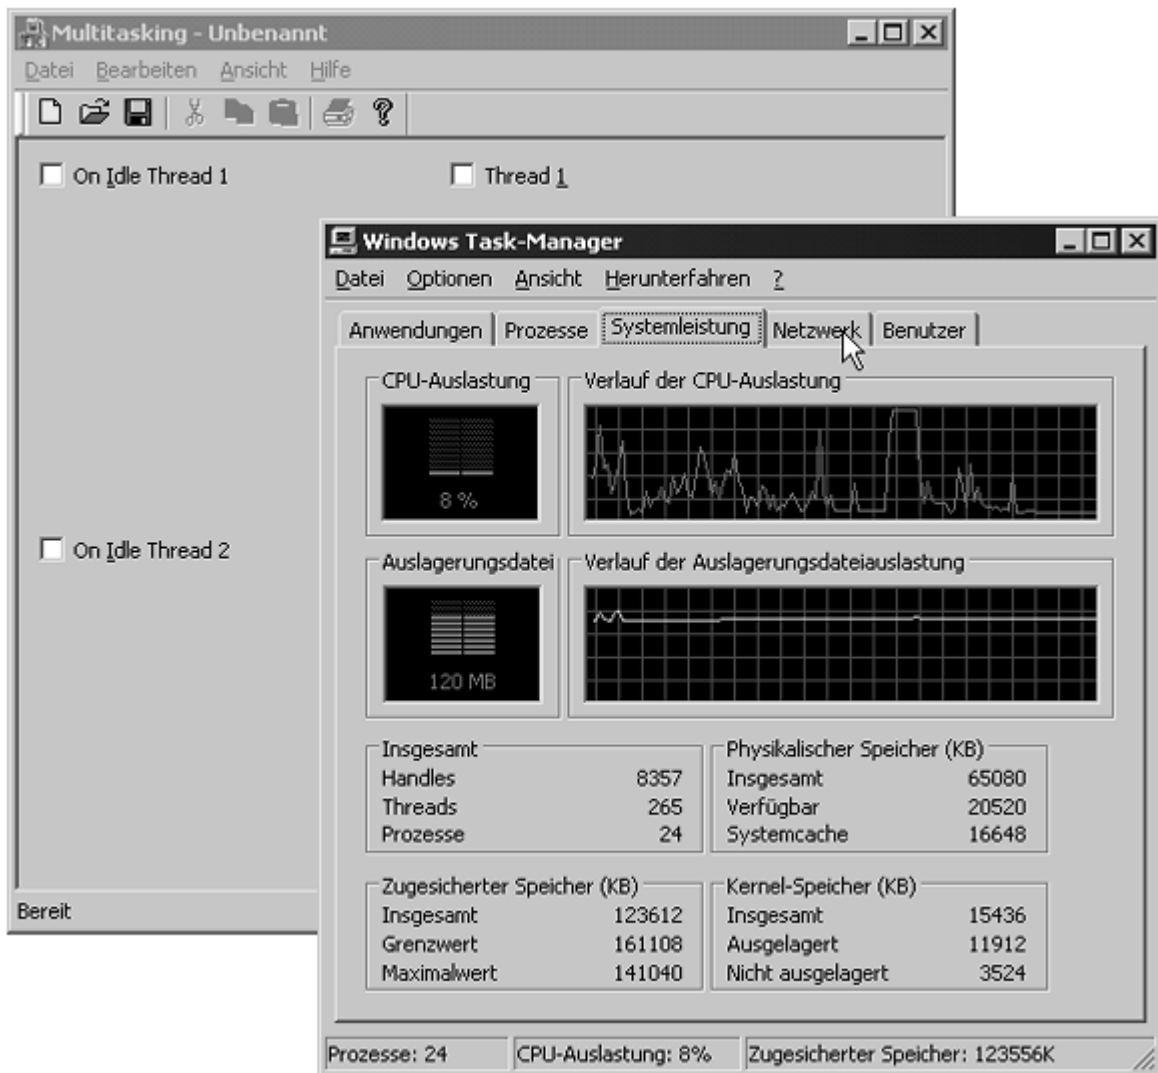 Multitasking - Unbenannt
Datei Bearbeiten Ansicht Hilfe
On Idle Thread 1
Thread 1
On Idle Thread 2
Bereit
Windows Task-Manager
Datei Optionen Ansicht Herunterfahren ?
Anwendungen Prozesse Systemleistung Netzwerk Benutzer
CPU-Auslastung
8 %
Verlauf der CPU-Auslastung
Auslagerungsdatei
120 MB
Verlauf der Auslagerungsdateiauslastung
Insgesamt
Handles 8357
Threads 265
Prozesse 24
Physikalischer Speicher (KB)
Insgesamt 65080
Verfügbar 20520
Systemcache 16648
Zugesicherter Speicher (KB)
Insgesamt 123612
Grenzwert 161108
Maximalwert 141040
Kernel-Speicher (KB)
Insgesamt 15436
Ausgelagert 11912
Nicht ausgelagert 3524
Prozesse: 24 CPU-Auslastung: 8% Zugesicherter Speicher: 123556K